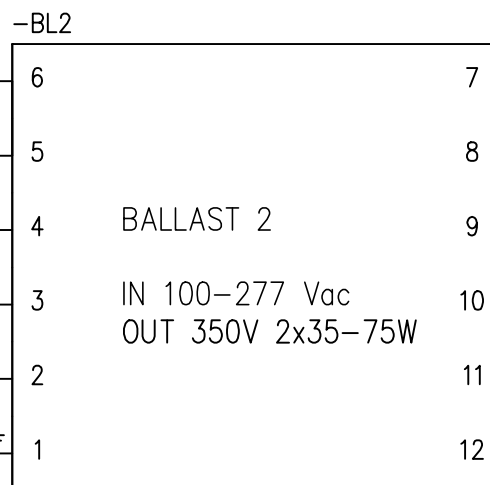 -BL2
6 7
5 8
4 BALLAST 2 9
3 IN 100-277 Vac 10
OUT 350V 2x35-75W
2 11
1 12